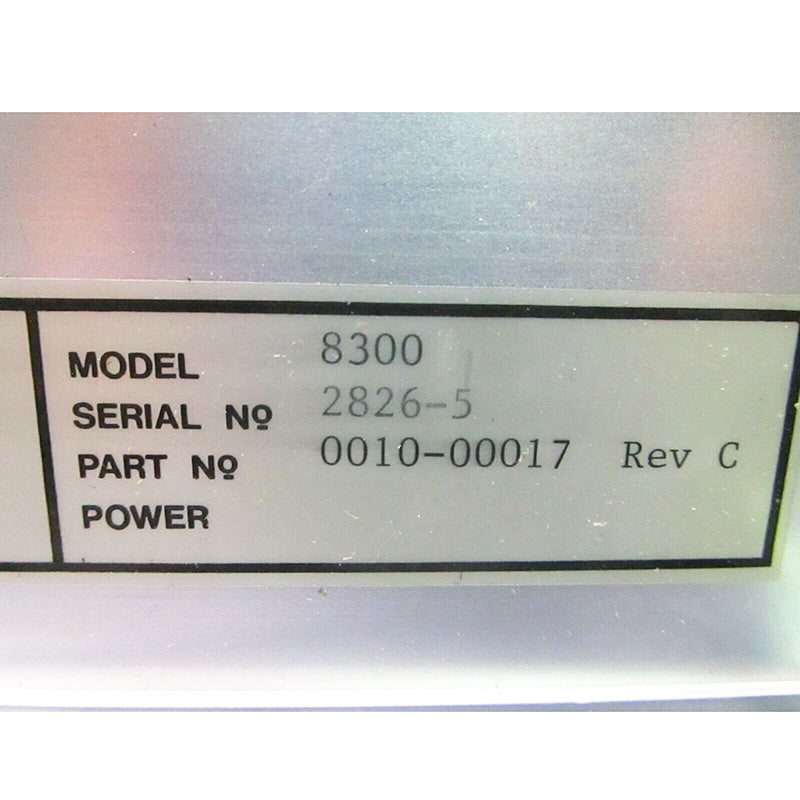 MODEL 8300
SERIAL Nº 2826-5
PART Nº 0010-00017 Rev C
POWER